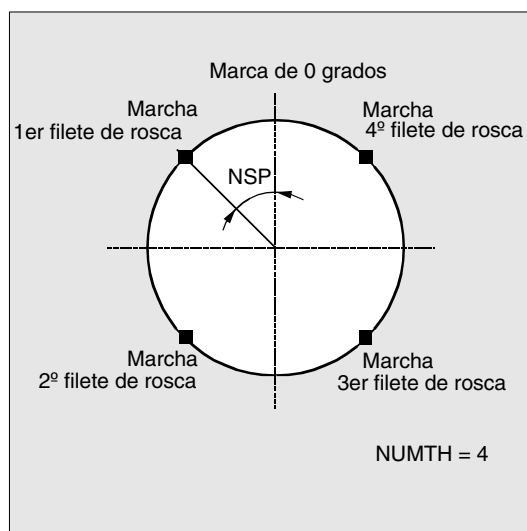 Marca de 0 grados
Marcha
1er filete de rosca
Marcha
4º filete de rosca
NSP
Marcha
2º filete de rosca
Marcha
3er filete de rosca
NUMTH = 4